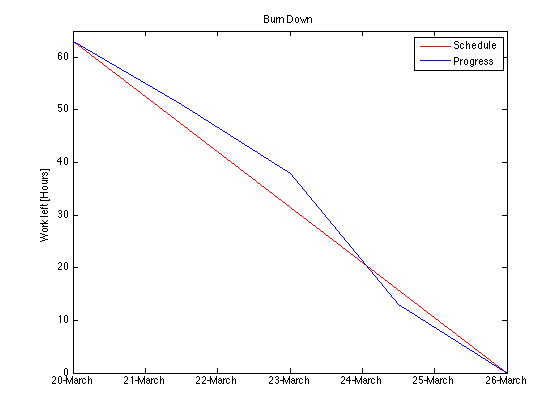 Burn Down
Schedule
Progress
Work left [Hours]
60
50
40
30
20
10
0
20-March 21-March 22-March 23-March 24-March 25-March 26-March